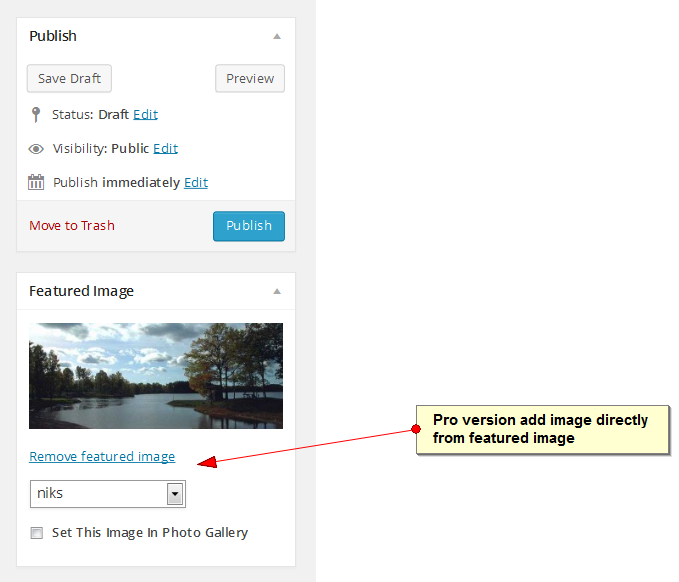 Publish
Save Draft
Preview
Status: Draft Edit
Visibility: Public Edit
Publish immediately Edit
Move to Trash
Publish
Featured Image
Remove featured image
niks
Set This Image In Photo Gallery
Pro version add image directly
from featured image